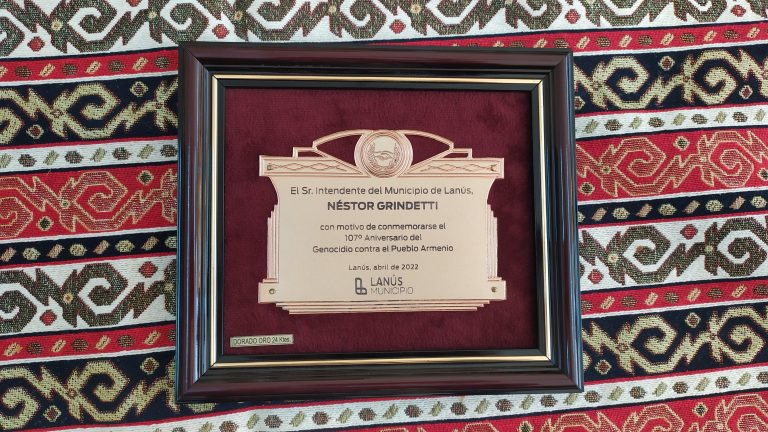 El Sr. Intendente del Municipio de Lanús,
NÉSTOR GRINDETTI
con motivo de conmemorarse el
107º Aniversario del
Genocidio contra el Pueblo Armenio
Lanús, abril de 2022
LANÚS
MUNICIPIO
DORADO ORO 24 Ktes.